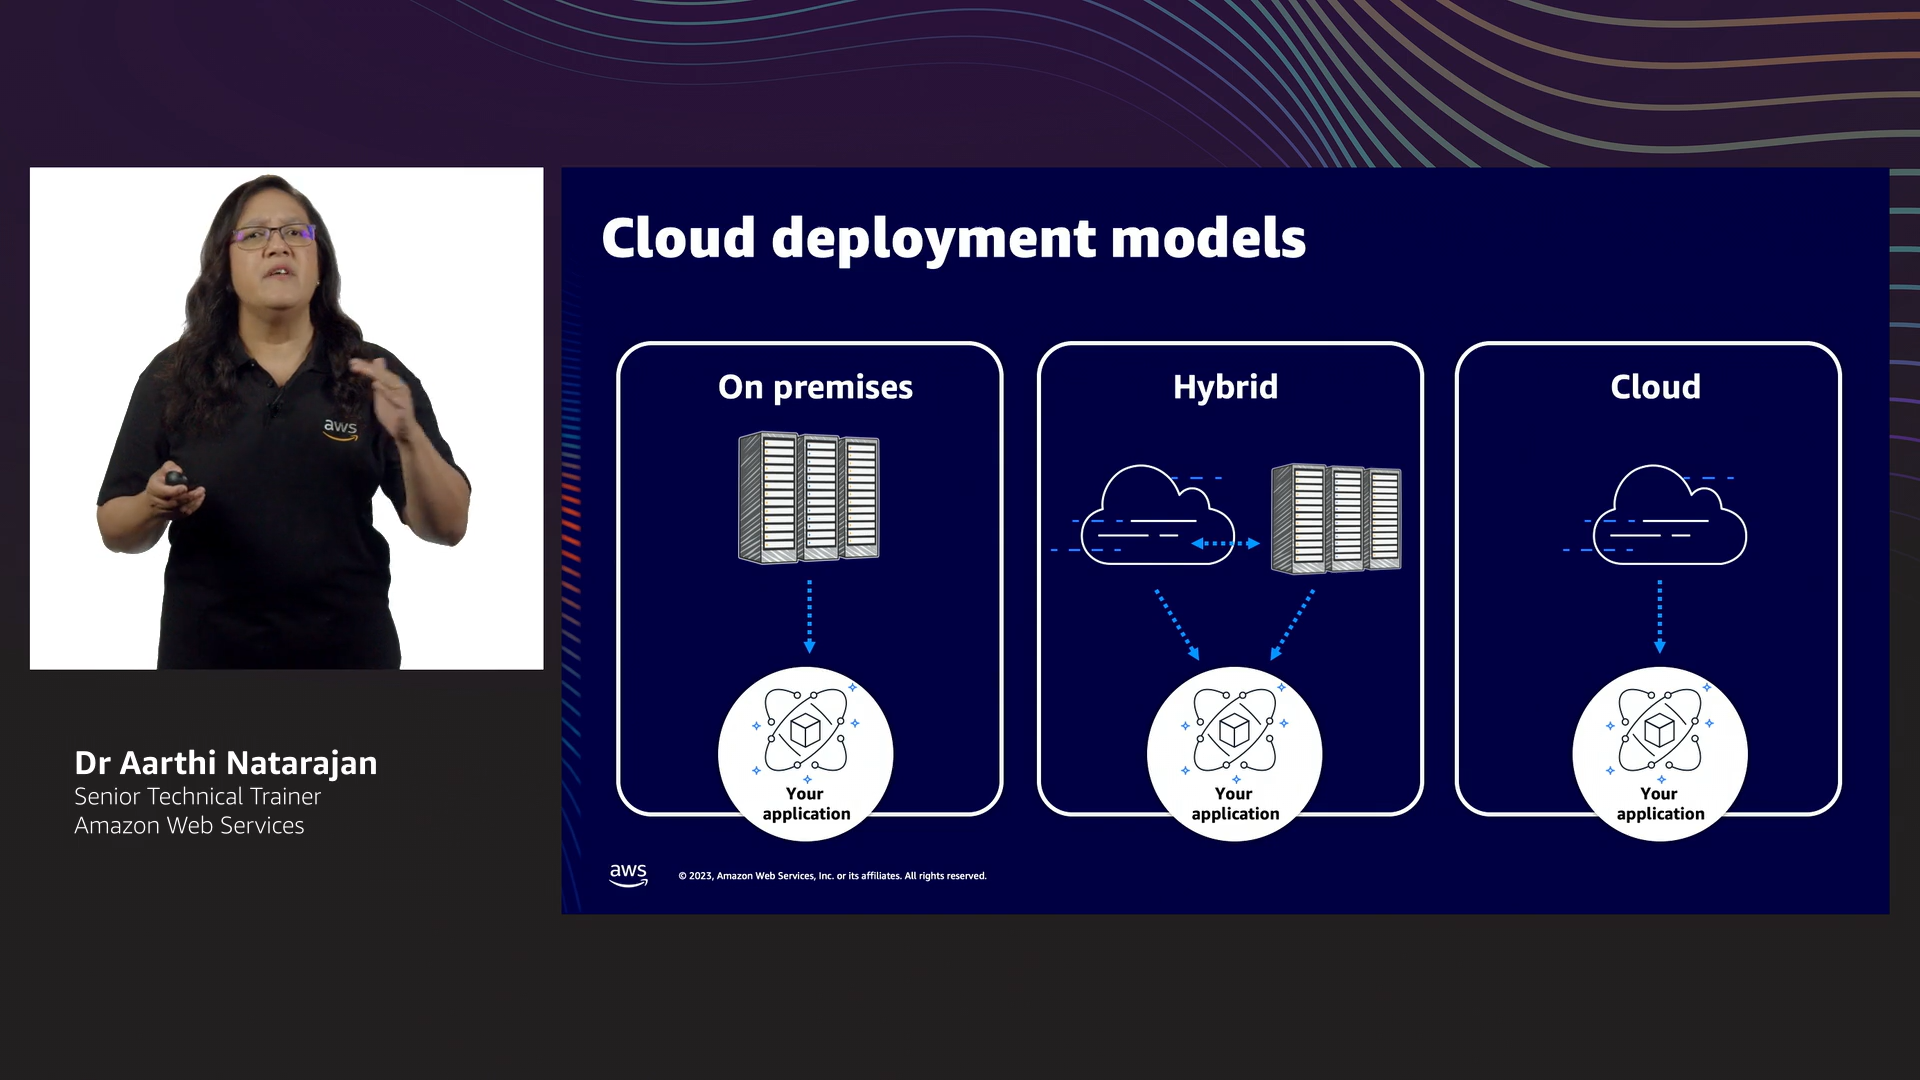 aws
Dr Aarthi Natarajan
Senior Technical Trainer
Amazon Web Services
Cloud deployment models
On premises
Your
application
Hybrid
Your
application
Cloud
Your
application
aws
© 2023, Amazon Web Services, Inc. or its affiliates. All rights reserved.